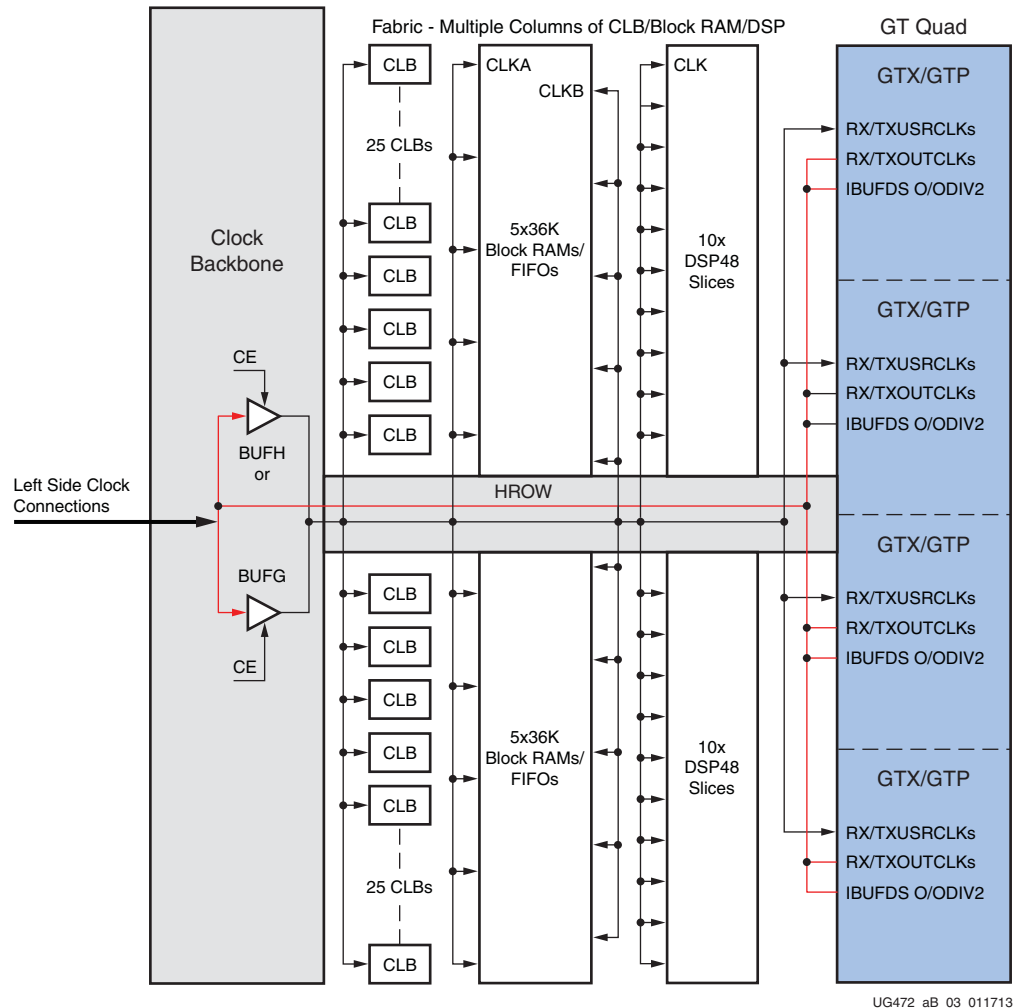 Fabric - Multiple Columns of CLB/Block RAM/DSP
GT Quad
CLB
CLKA
CLKB
CLK
GTX/GTP
25 CLBs
RX/TXUSRCLKs
RX/TXOUTCLKs
IBUFDS O/ODIV2
CLB
Clock
Backbone
5x36K
Block RAMs/
FIFOs
10x
DSP48
Slices
CLB
CLB
CLB
CLB
GTX/GTP
CE
RX/TXUSRCLKs
RX/TXOUTCLKs
IBUFDS O/ODIV2
BUFH
or
Left Side Clock
Connections
HROW
BUFG
CE
GTX/GTP
RX/TXUSRCLKs
RX/TXOUTCLKs
IBUFDS O/ODIV2
CLB
CLB
CLB
CLB
CLB
5x36K
Block RAMs/
FIFOs
10x
DSP48
Slices
GTX/GTP
RX/TXUSRCLKs
RX/TXOUTCLKs
IBUFDS O/ODIV2
25 CLBs
CLB
UG472_aB_03_011713